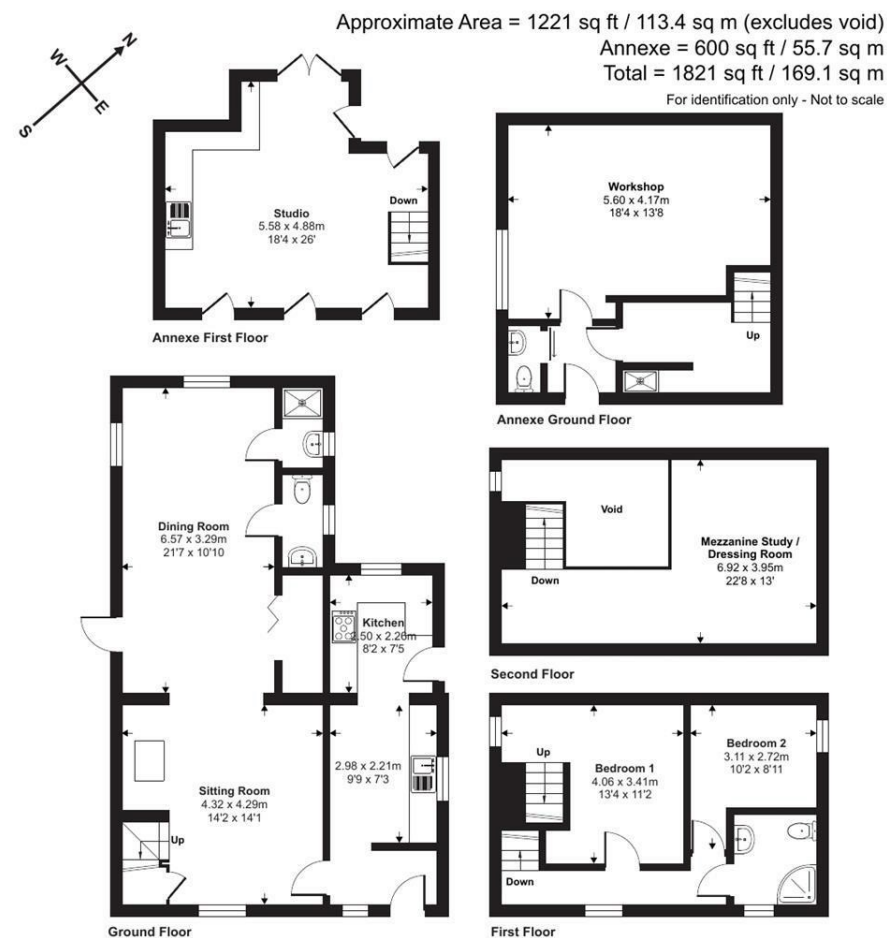 Approximate Area = 1221 sq ft / 113.4 sq m (excludes void)
Annexe = 600 sq ft / 55.7 sq m
Total = 1821 sq ft / 169.1 sq m
For identification only - Not to scale
N
W
E
S
Studio
5.58 x 4.88m
18'4 x 26'
Down
Annexe First Floor
Workshop
5.60 x 4.17m
18'4 x 13'8
Up
Annexe Ground Floor
Dining Room
6.57 x 3.29m
21'7 x 10'10
Kitchen
2.50 x 2.26m
8'2 x 7'5
2.98 x 2.21m
9'9 x 7'3
Sitting Room
4.32 x 4.29m
14'2 x 14'1
Up
Ground Floor
Void
Mezzanine Study /
Dressing Room
6.92 x 3.95m
22'8 x 13'
Down
Second Floor
Up
Bedroom 1
4.06 x 3.41m
13'4 x 11'2
Bedroom 2
3.11 x 2.72m
10'2 x 8'11
Down
First Floor